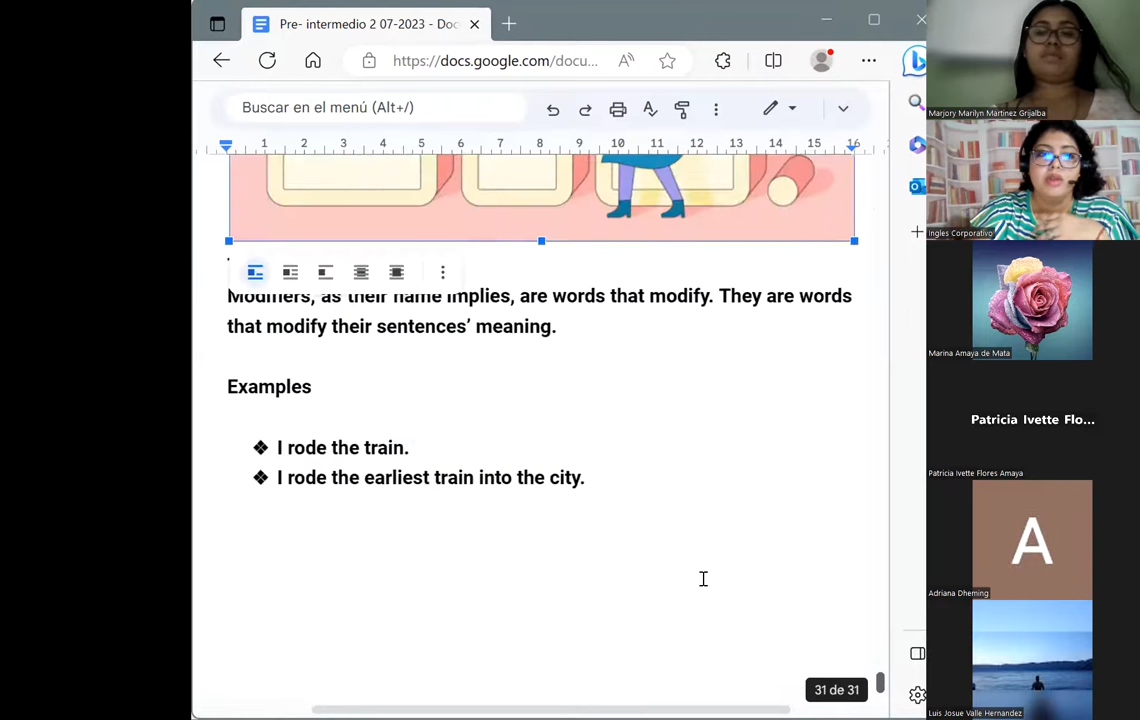 Pre- intermedio 2 07-2023 - Doc
https://docs.google.com/docu...
Buscar en el menú (Alt+/)
1 2 3 4 5 6 7 8 9 10 11 12 13 14 15 16
Modifiers, as their name implies, are words that modify. They are words
that modify their sentences’ meaning.
Examples
❖ I rode the train.
❖ I rode the earliest train into the city.
31 de 31
Marjory Marilyn Martinez Grijalba
Ingles Corporativo
Marina Amaya de Mata
Patricia Ivette Flo...
Patricia Ivette Flores Amaya
A
Adriana Dheming
Luis Josue Valle Hernandez